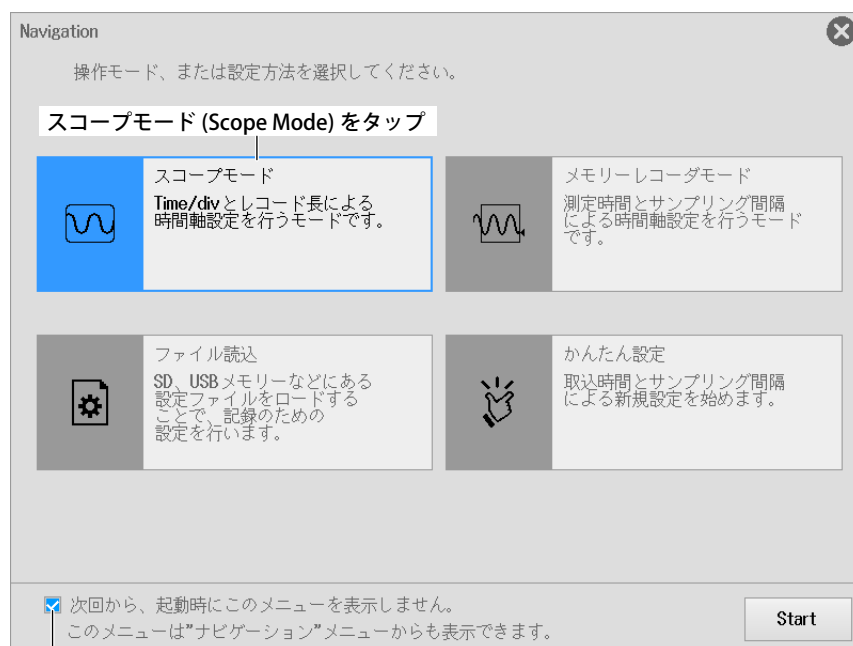 Navigation
操作モード、または設定方法を選択してください。
スコープモード (Scope Mode) をタップ
スコープモード
Time/divとレコード長による
時間軸設定を行うモードです。
メモリーレコーダモード
測定時間とサンプリング間隔
による時間軸設定を行うモード
です。
ファイル読込
SD、USBメモリーなどにある
設定ファイルをロードする
ことで、記録のための
設定を行います。
かんたん設定
取込時間とサンプリング間隔
による新規設定を始めます。
次回から、起動時にこのメニューを表示しません。
このメニューは"ナビゲーション"メニューからも表示できます。
Start